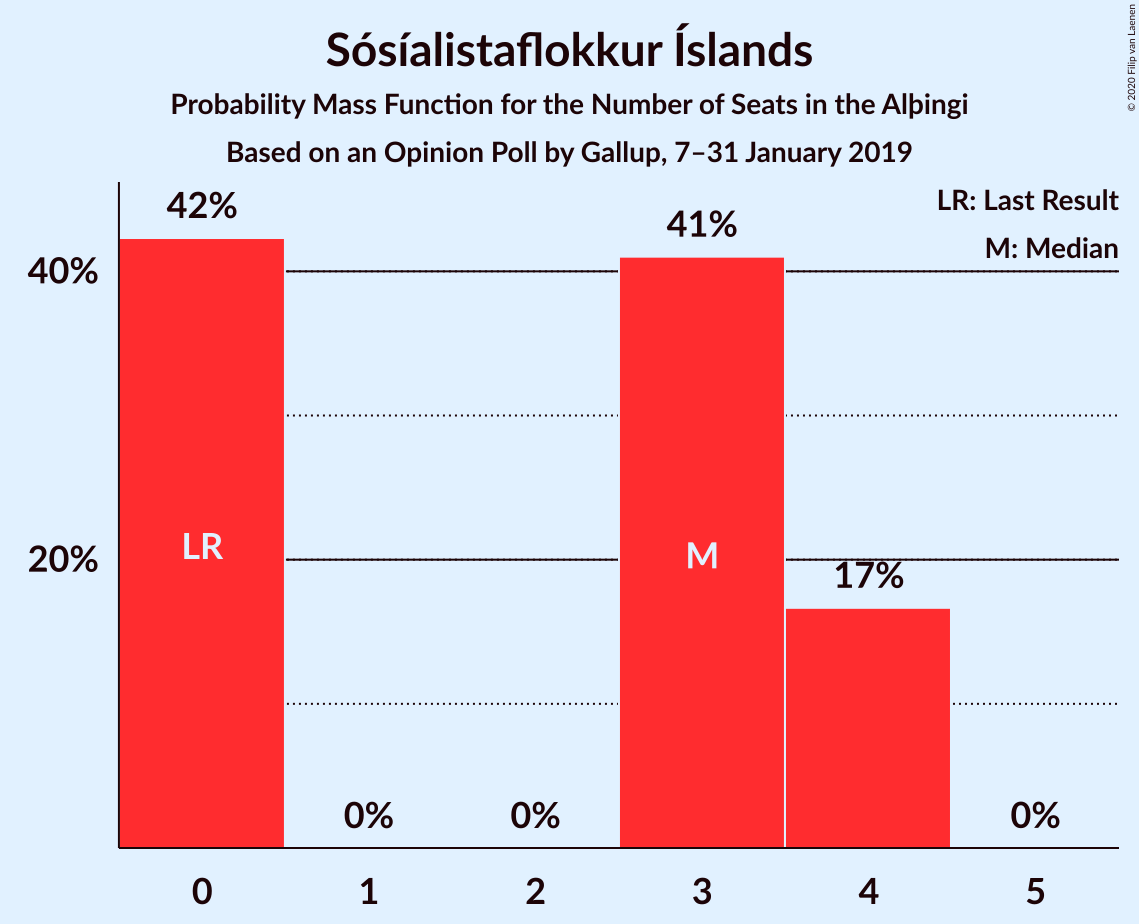 Sósíalistaflokkur Íslands
Probability Mass Function for the Number of Seats in the Alþingi
Based on an Opinion Poll by Gallup, 7–31 January 2019
© 2020 Filip van Laenen
LR: Last Result
M: Median
42%
41%
40%
LR
M
20%
17%
0%
0%
0%
0
1
2
3
4
5